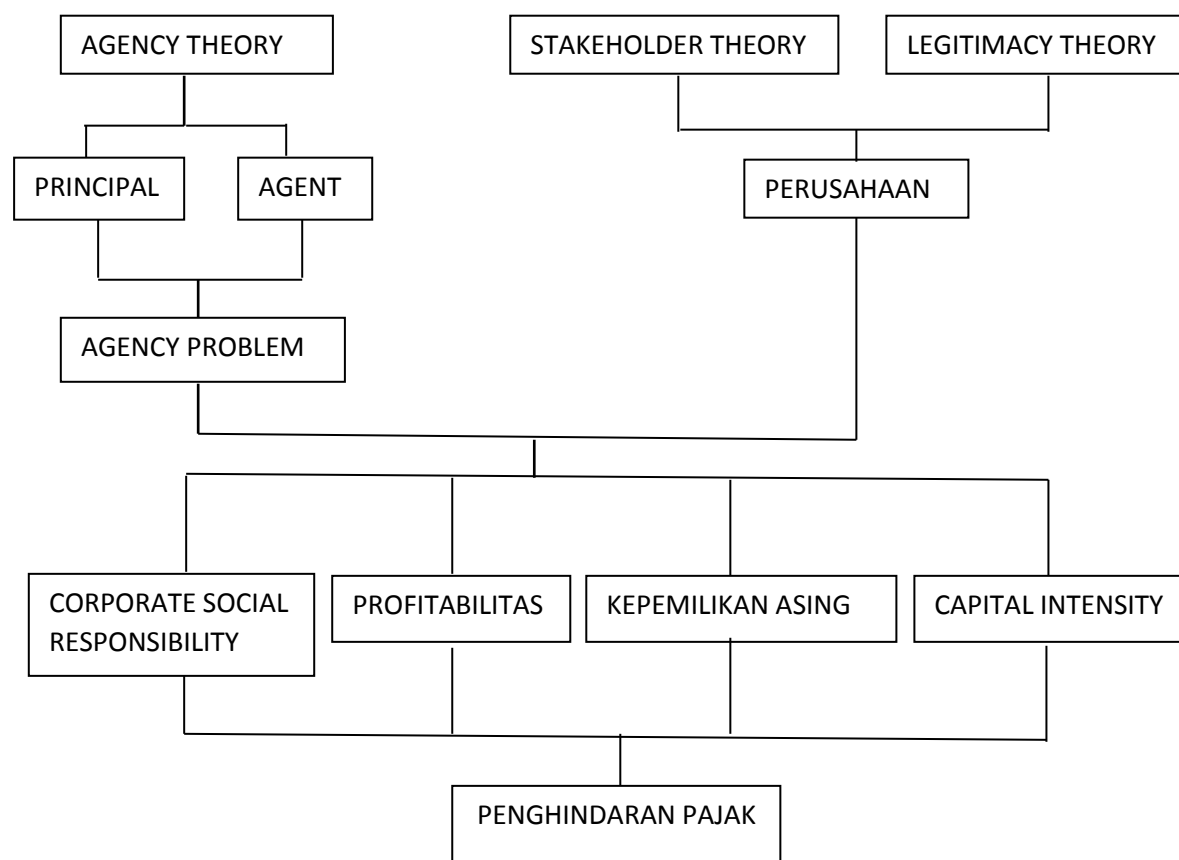 AGENCY THEORY
STAKEHOLDER THEORY
LEGITIMACY THEORY
PRINCIPAL
AGENT
PERUSAHAAN
AGENCY PROBLEM
CORPORATE SOCIAL
RESPONSIBILITY
PROFITABILITAS
KEPEMILIKAN ASING
CAPITAL INTENSITY
PENGHINDARAN PAJAK